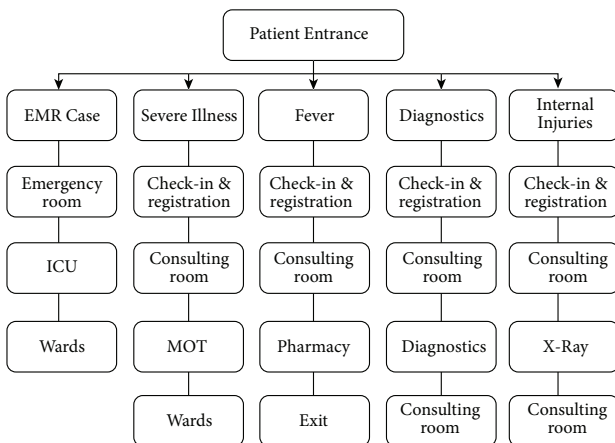 Patient Entrance
EMR Case
Severe Illness
Fever
Diagnostics
Internal
Injuries
Emergency
room
Check-in &
registration
Check-in &
registration
Check-in &
registration
Check-in &
registration
ICU
Consulting
room
Consulting
room
Consulting
room
Consulting
room
Wards
MOT
Pharmacy
Diagnostics
X-Ray
Wards
Exit
Consulting
room
Consulting
room